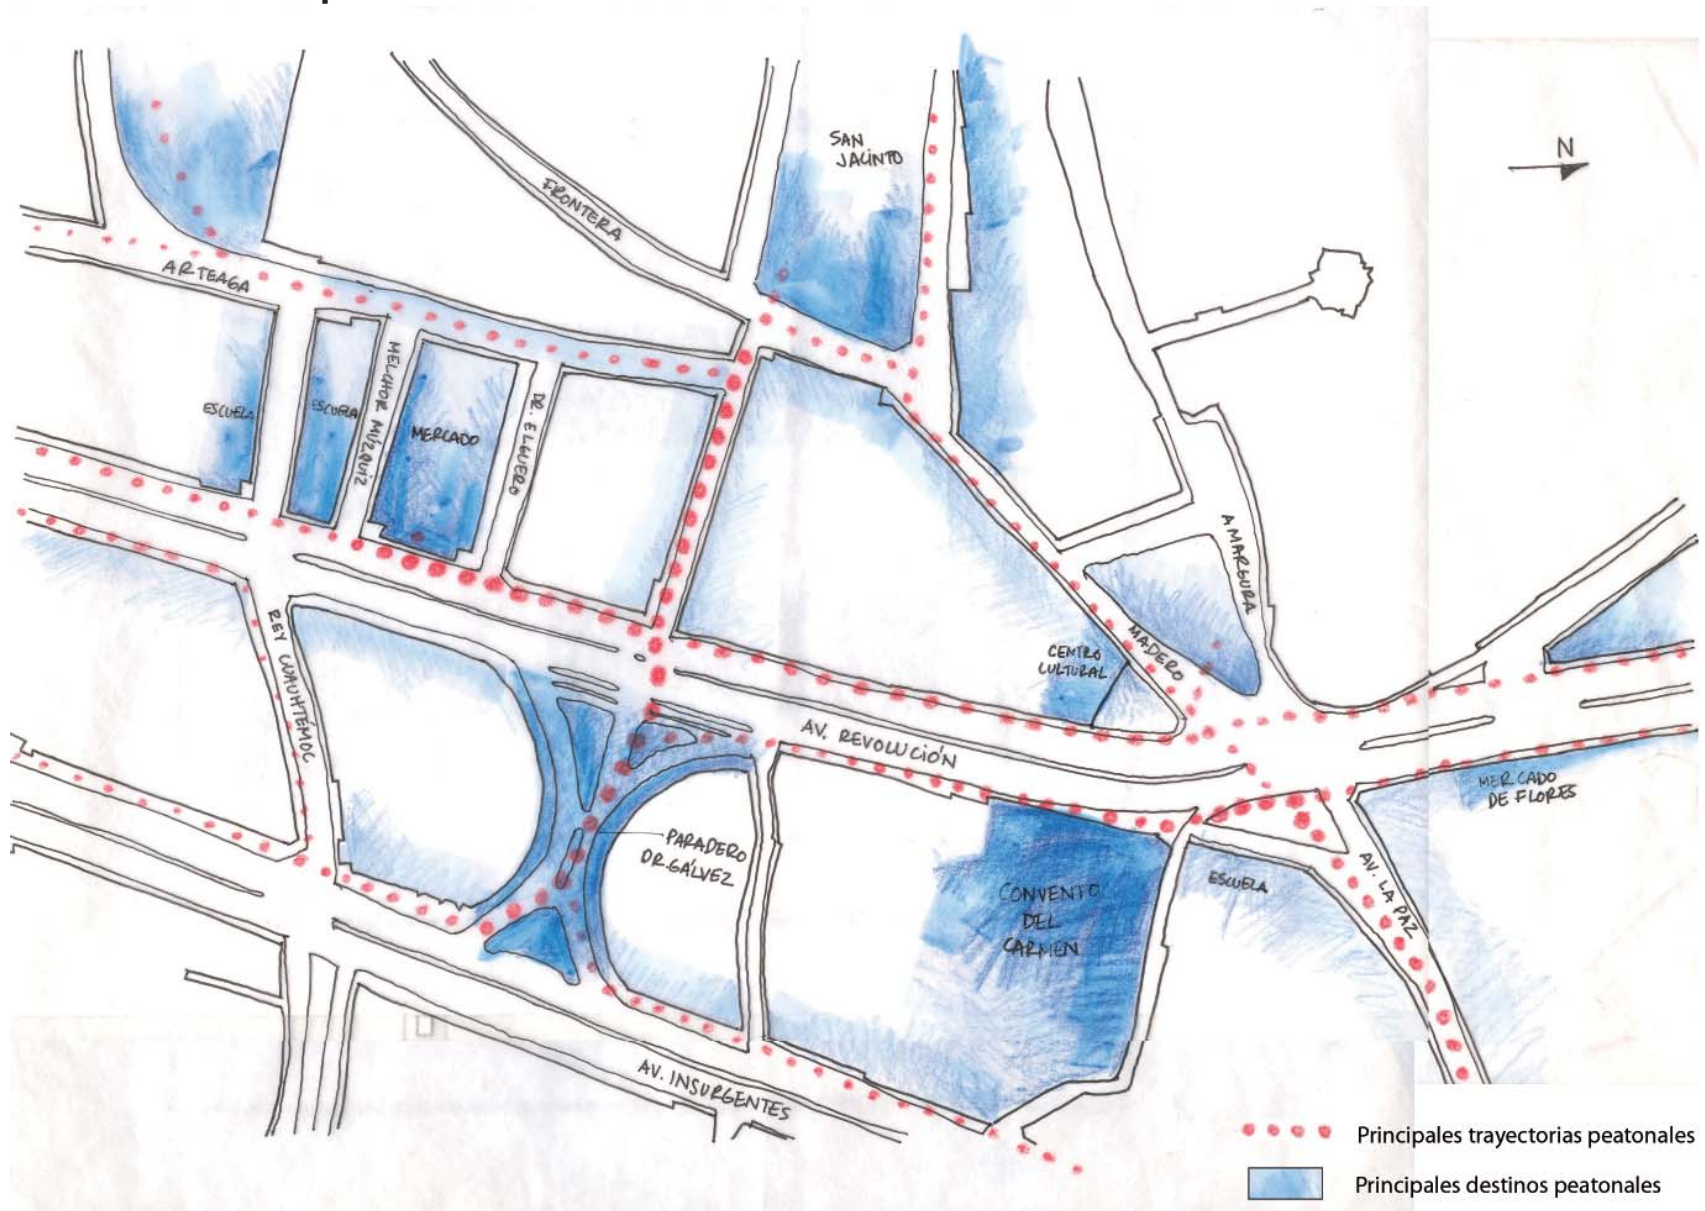 SAN
JACINTO
N
FRONTERA
ARTEAGA
MELCHOR MÚZQUIZ
ESCUELA
ESCUELA
MERCADO
DR. ELGUERO
AMARGURA
REY CUAUHTÉMOC
CENTRO
CULTURAL
MADERO
AV. REVOLUCIÓN
MERCADO
DE FLORES
PARADERO
DR. GÁLVEZ
CONVENTO
DEL
CARMEN
ESCUELA
AV. LA PAZ
AV. INSURGENTES
Principales trayectorias peatonales
Principales destinos peatonales